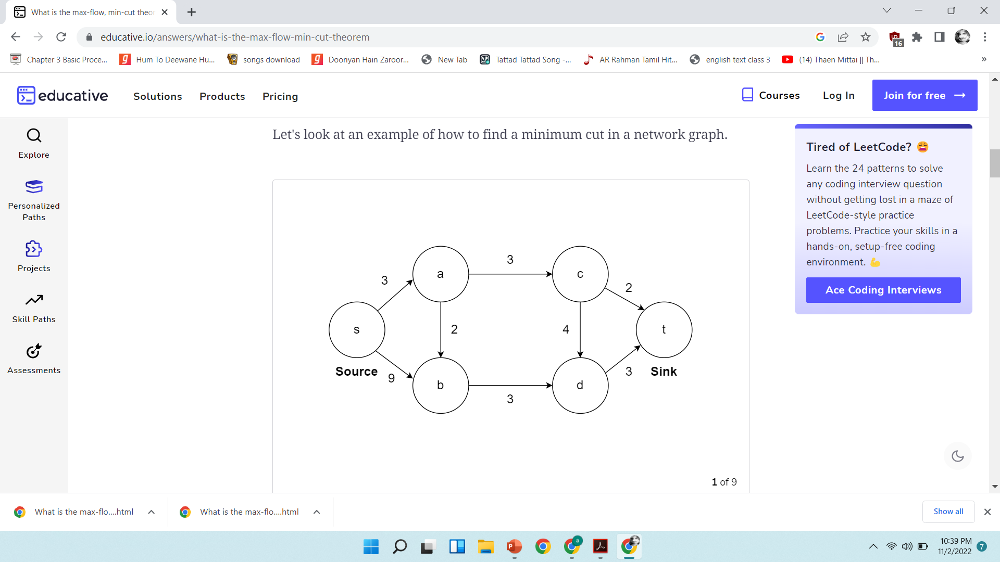 What is the max-flow, min-cut theor
educative.io/answers/what-is-the-max-flow-min-cut-theorem
16
Chapter 3 Basic Proce...
Hum To Deewane Hu...
songs download
Dooriyan Hain Zaroor...
New Tab
Tattad Tattad Song -...
AR Rahman Tamil Hit...
english text class 3
(14) Thaen Mittai || Th...
»
educative
Solutions
Products
Pricing
Courses
Log In
Join for free →
Explore
Personalized
Paths
Projects
Skill Paths
Assessments
Let's look at an example of how to find a minimum cut in a network graph.
3
a
c
3
2
s
2
4
t
Source
9
3
Sink
b
d
3
1 of 9
Tired of LeetCode? 😩
Learn the 24 patterns to solve
any coding interview question
without getting lost in a maze of
LeetCode-style practice
problems. Practice your skills in a
hands-on, setup-free coding
environment. 💪
Ace Coding Interviews
What is the max-flo....html
What is the max-flo....html
Show all
a
10:39 PM
11/2/2022
7